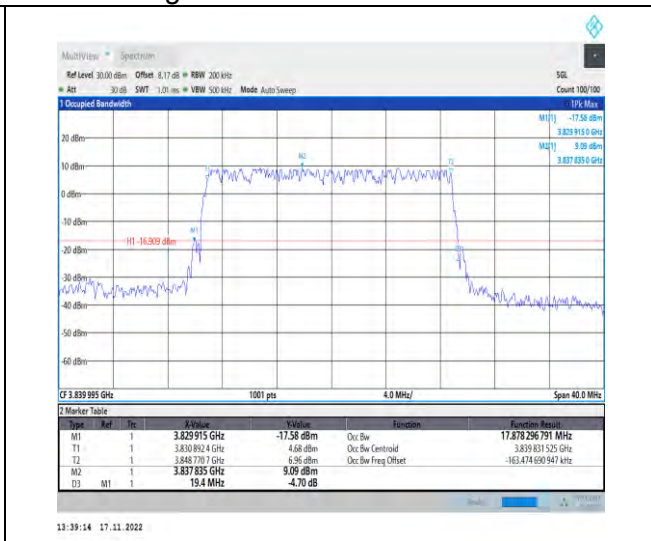 MultiView Spectrum
Ref Level 30.00 dBm Offset 8.17 dB RBW 200 kHz SGL
Att 30 dB SWT 1.01 ms VBW 500 kHz Mode Auto Sweep Count 100/100
1 Occupied Bandwidth 1Pk Max
M1[1] -17.58 dBm
3.829 915 0 GHz
20 dBm
M2[1] 9.09 dBm
3.837 835 0 GHz
M2
10 dBm
T2
0 dBm
-10 dBm
M1
H1 -16.909 dBm
-20 dBm
-30 dBm
-40 dBm
-50 dBm
-60 dBm
CF 3.839 995 GHz 1001 pts 4.0 MHz/ Span 40.0 MHz
2 Marker Table
Type Ref Trc X-Value Y-Value Function Function Result
M1 1 3.829 915 GHz -17.58 dBm Occ Bw 17.878 296 791 MHz
T1 1 3.830 892 4 GHz 4.68 dBm Occ Bw Centroid 3.839 831 525 GHz
T2 1 3.848 770 7 GHz 6.96 dBm Occ Bw Freq Offset -163.474 690 947 kHz
M2 1 3.837 835 GHz 9.09 dBm
D3 M1 1 19.4 MHz -4.70 dB
13:39:14 17.11.2022